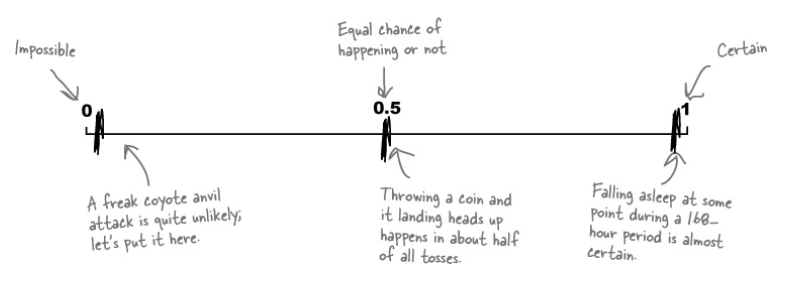 Impossible
Equal chance of
happening or not
Certain
0
0.5
1
A freak coyote anvil
attack is quite unlikely;
let's put it here.
Throwing a coin and
it landing heads up
happens in about half
of all tosses.
Falling asleep at some
point during a 168-
hour period is almost
certain.